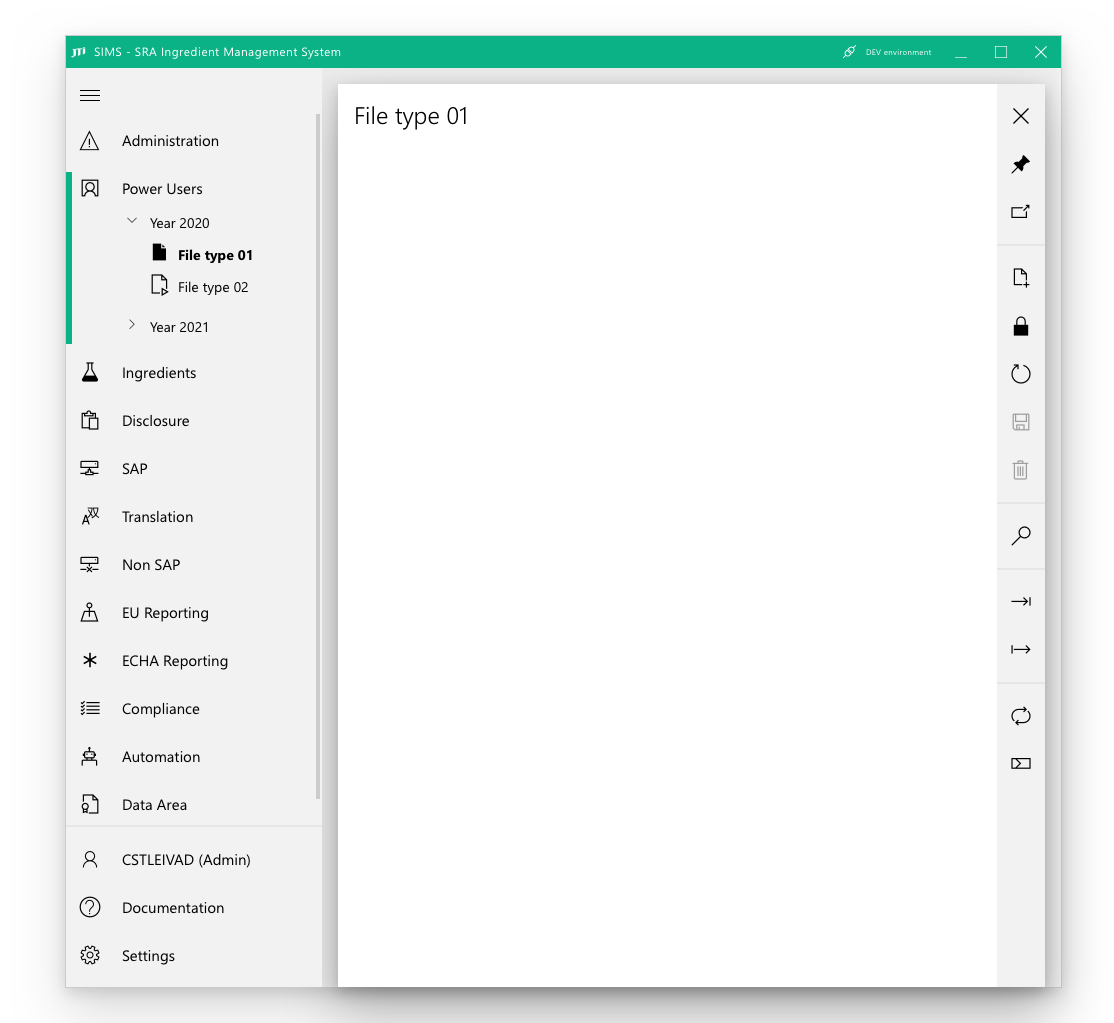 JTI SIMS - SRA Ingredient Management System DEV environment
File type 01
Administration
Power Users
Year 2020
File type 01
File type 02
Year 2021
Ingredients
Disclosure
SAP
Translation
Non SAP
EU Reporting
ECHA Reporting
Compliance
Automation
Data Area
CSTLEIVAD (Admin)
Documentation
Settings